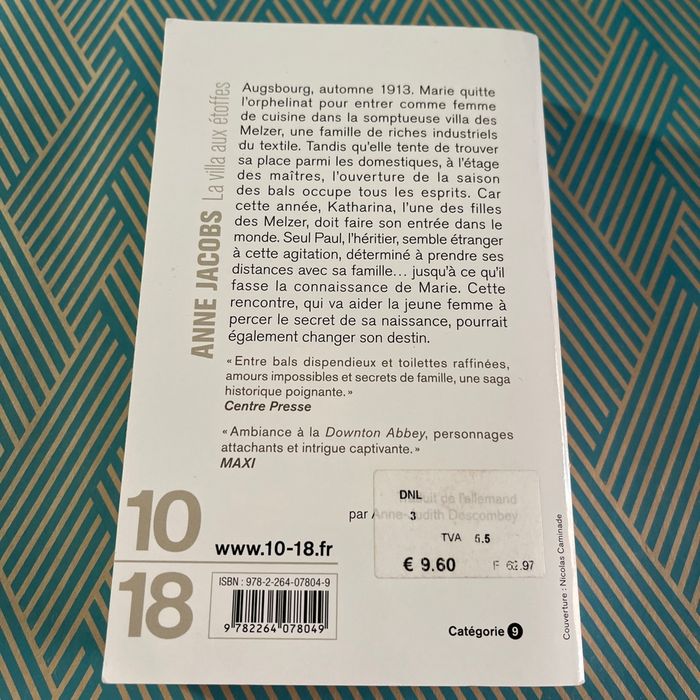 ANNE JACOBS La villa aux étoffes
Augsbourg, automne 1913. Marie quitte
l'orphelinat pour entrer comme femme
de cuisine dans la somptueuse villa des
Melzer, une famille de riches industriels
du textile. Tandis qu'elle tente de trouver
sa place parmi les domestiques, à l'étage
des maîtres, l'ouverture de la saison
des bals occupe tous les esprits. Car
cette année, Katharina, l'une des filles
des Melzer, doit faire son entrée dans le
monde. Seul Paul, l'héritier, semble étranger
à cette agitation, déterminé à prendre ses
distances avec sa famille... jusqu'à ce qu'il
fasse la connaissance de Marie. Cette
rencontre, qui va aider la jeune femme à
percer le secret de sa naissance, pourrait
également changer son destin.
« Entre bals dispendieux et toilettes raffinées,
amours impossibles et secrets de famille, une saga
historique poignante. »
Centre Presse
« Ambiance à la Downton Abbey, personnages
attachants et intrigue captivante. »
MAXI
DNL
de l'allemand
par Anne-Judith Descombey
3
TVA 5.5
€ 9.60
10
18
www.10-18.fr
ISBN : 978-2-264-07804-9
9 782264 078049
Catégorie 9
Couverture : Nicolas Caminade